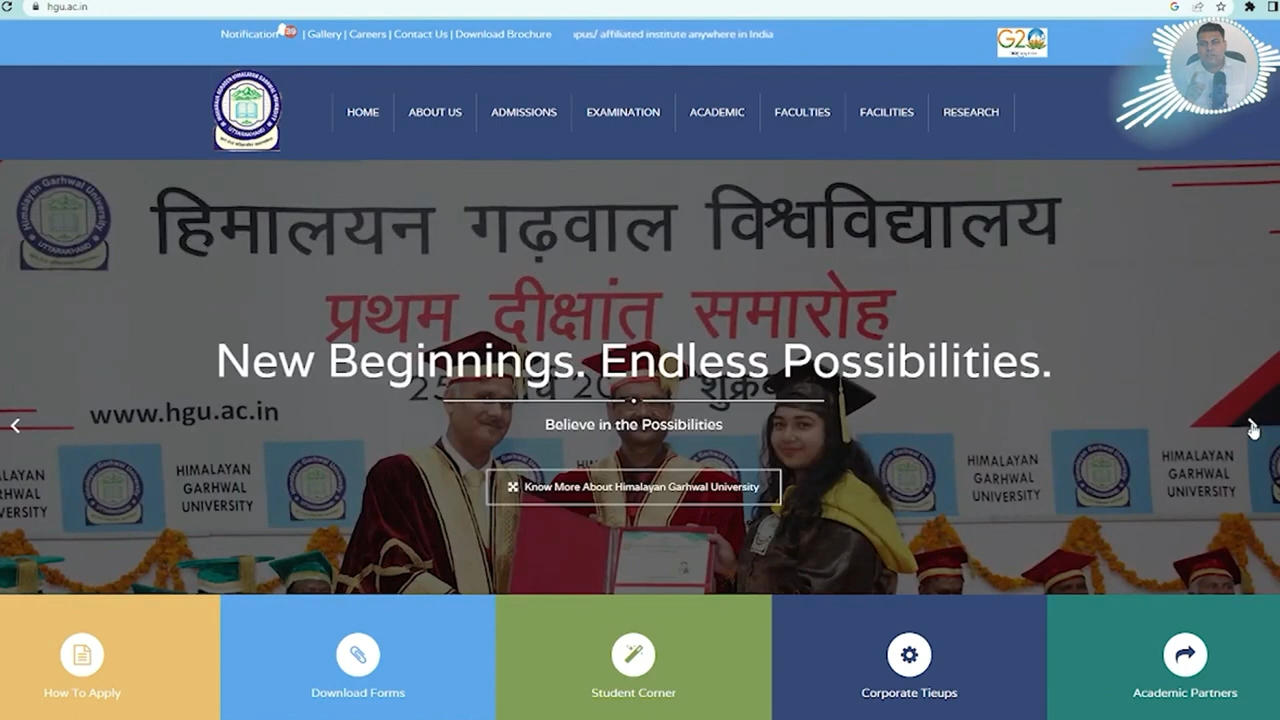 hgu.ac.in
Notification 39 | Gallery | Careers | Contact Us | Download Brochure
ıpus/ affiliated institute anywhere in India
G20
HOME
ABOUT US
ADMISSIONS
EXAMINATION
ACADEMIC
FACULTIES
FACILITIES
RESEARCH
हिमालयन गढ़वाल विश्वविद्यालय
प्रथम दीक्षांत समारोह
New Beginnings. Endless Possibilities.
www.hgu.ac.in
Believe in the Possibilities
HIMALAYAN
GARHWAL
UNIVERSITY
HIMALAYAN
GARHWAL
UNIVERSITY
HIMALAYAN
GARHWAL
UNIVERSITY
Know More About Himalayan Garhwal University
How To Apply
Download Forms
Student Corner
Corporate Tieups
Academic Partners